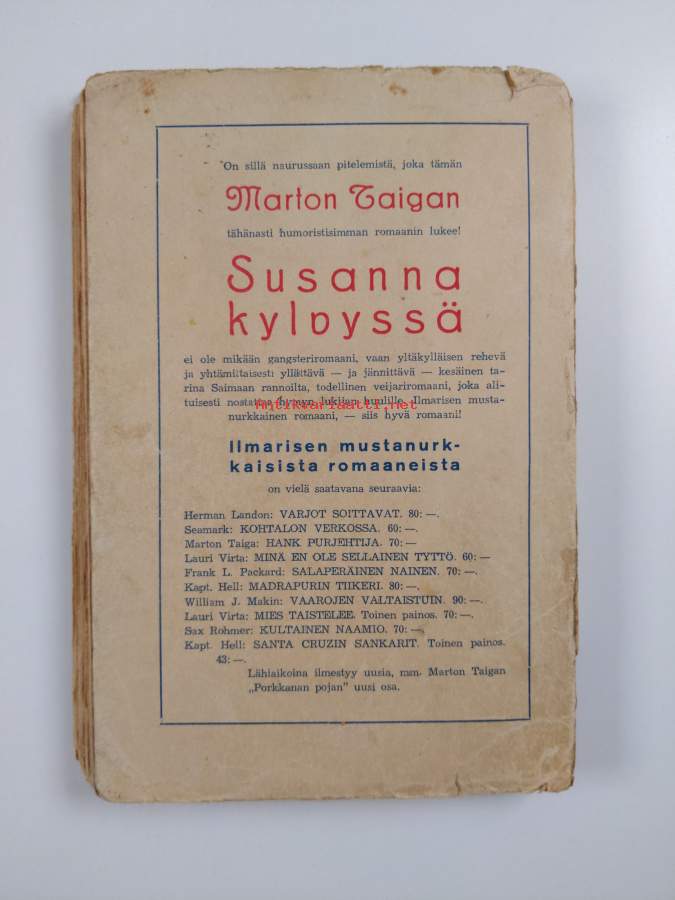 On sillä naurussaan pitelemistä, joka tämän
Marton Taigan
tähänasti humoristisimman romaanin lukee!
Susanna
kylpyssä
ei ole mikään gangsteriromaani, vaan yltäkylläisen rehevä
ja yhtämittaisesti yllättävä — ja jännittävä — kesäinen ta-
rina Saimaan rannoilta, todellinen veijariromaani, joka ali-
tuisesti nostattaa hymyn lukijan huulille. Ilmarisen musta-
Antikvariaatti.net
nurkkainen romaani, — siis hyvä romaani!
Ilmarisen mustanurk-
kaisista romaaneista
on vielä saatavana seuraavia:
Herman Landon: VARJOT SOITTAVAT. 80: —.
Seamark: KOHTALON VERKOSSA. 60: —.
Marton Taiga: HANK PURJEHTIJA. 70: —
Lauri Virta: MINÄ EN OLE SELLAINEN TYTTÖ. 60: —
Frank L. Packard: SALAPERÄINEN NAINEN. 70: —.
Kapt. Hell: MADRAPURIN TIIKERI. 80: —.
William J. Makin: VAAROJEN VALTAISTUIN. 90: —.
Lauri Virta: MIES TAISTELEE. Toinen painos. 70: —.
Sax Rohmer: KULTAINEN NAAMIO. 70: —.
Kapt. Hell: SANTA CRUZIN SANKARIT. Toinen painos.
43: —.
Lähiaikoina ilmestyy uusia, mm. Marton Taigan
„Porkkanan pojan" uusi osa.